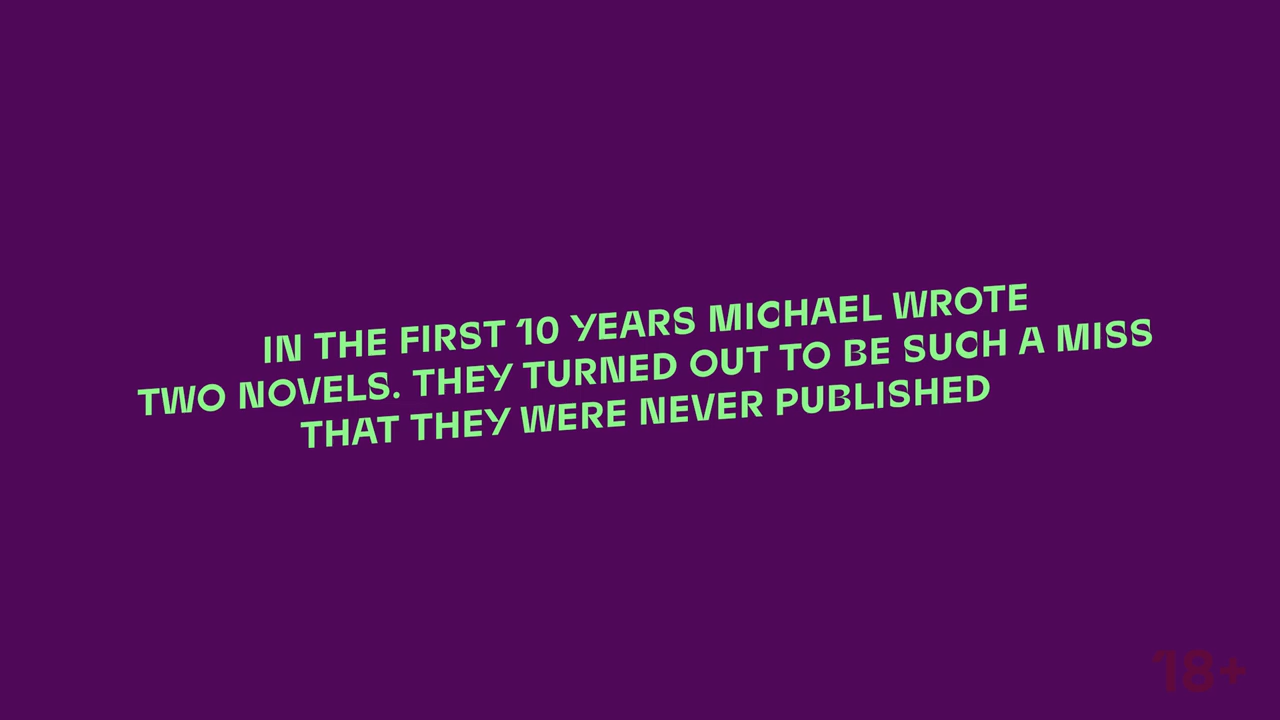 IN THE FIRST 10 YEARS MICHAEL WROTE
TWO NOVELS. THEY TURNED OUT TO BE SUCH A MISS
THAT THEY WERE NEVER PUBLISHED
18+